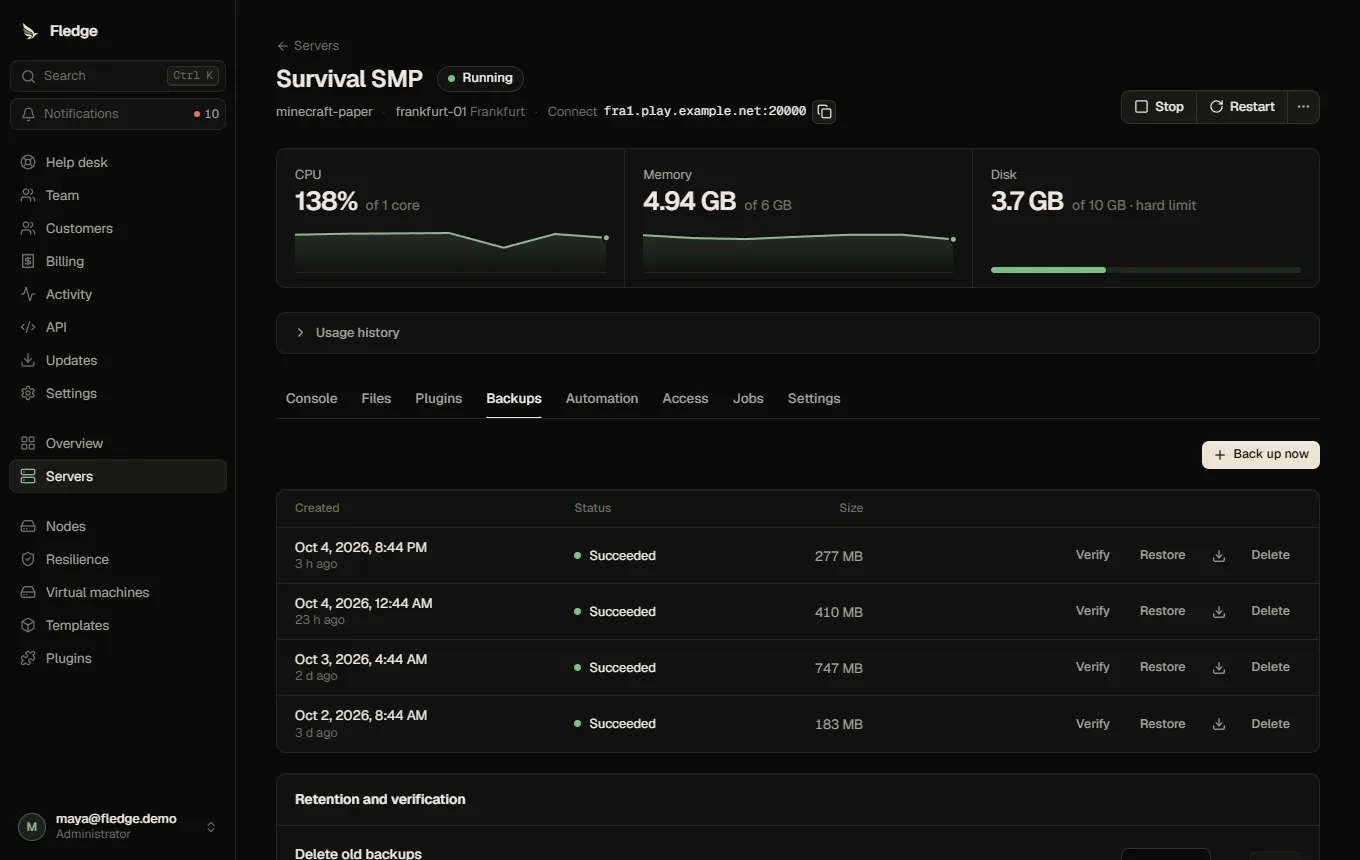 Fledge
Search Ctrl K
Notifications 10
Help desk
Team
Customers
Billing
Activity
API
Updates
Settings
Overview
Servers
Nodes
Resilience
Virtual machines
Templates
Plugins
M maya@fledge.demo
Administrator
Servers
Survival SMP Running
minecraft-paper · frankfurt-01 Frankfurt · Connect fra1.play.example.net:20000
Stop Restart
CPU
138% of 1 core
Memory
4.94 GB of 6 GB
Disk
3.7 GB of 10 GB · hard limit
Usage history
Console Files Plugins Backups Automation Access Jobs Settings
Back up now
Created Status Size
Oct 4, 2026, 8:44 PM
3 h ago
Succeeded 277 MB Verify Restore Delete
Oct 4, 2026, 12:44 AM
23 h ago
Succeeded 410 MB Verify Restore Delete
Oct 3, 2026, 4:44 AM
2 d ago
Succeeded 747 MB Verify Restore Delete
Oct 2, 2026, 8:44 AM
3 d ago
Succeeded 183 MB Verify Restore Delete
Retention and verification
Delete old backups